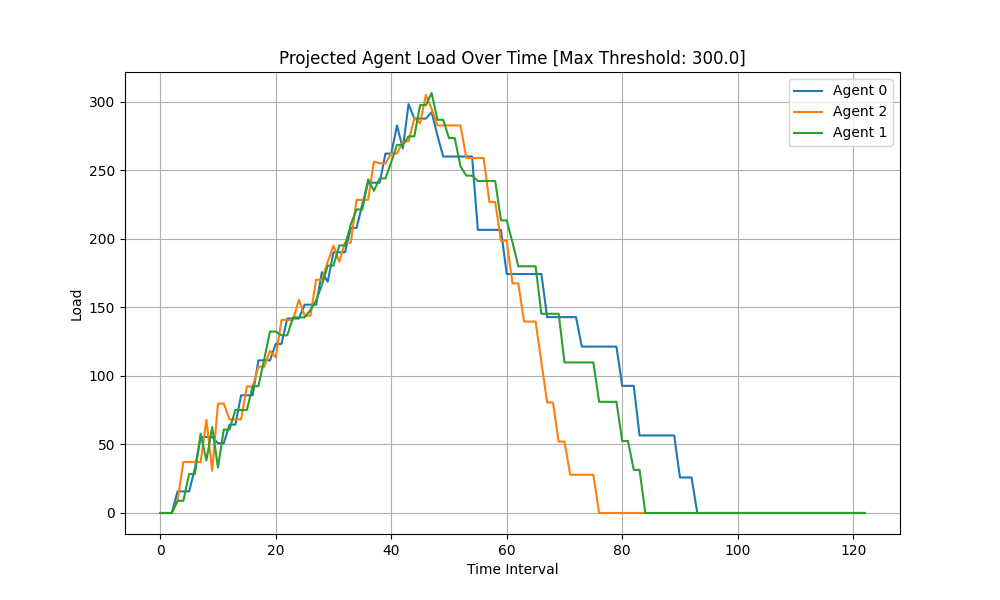 Projected Agent Load Over Time [Max Threshold: 300.0]
Agent 0
Agent 2
Agent 1
Load
300
250
200
150
100
50
0
0 20 40 60 80 100 120
Time Interval